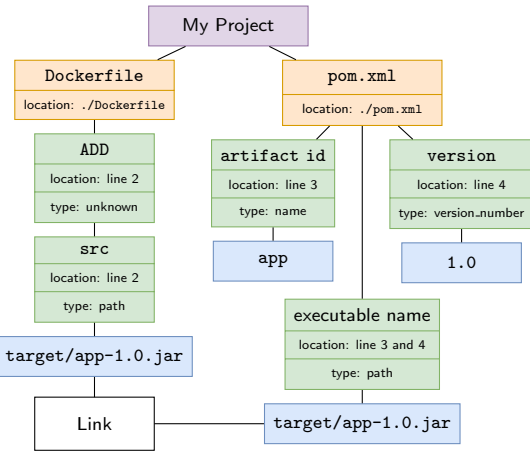 My Project
Dockerfile
location: ./Dockerfile
pom.xml
location: ./pom.xml
ADD
location: line 2
type: unknown
artifact id
location: line 3
type: name
version
location: line 4
type: version_number
src
location: line 2
type: path
app
1.0
executable name
location: line 3 and 4
type: path
target/app-1.0.jar
Link
target/app-1.0.jar